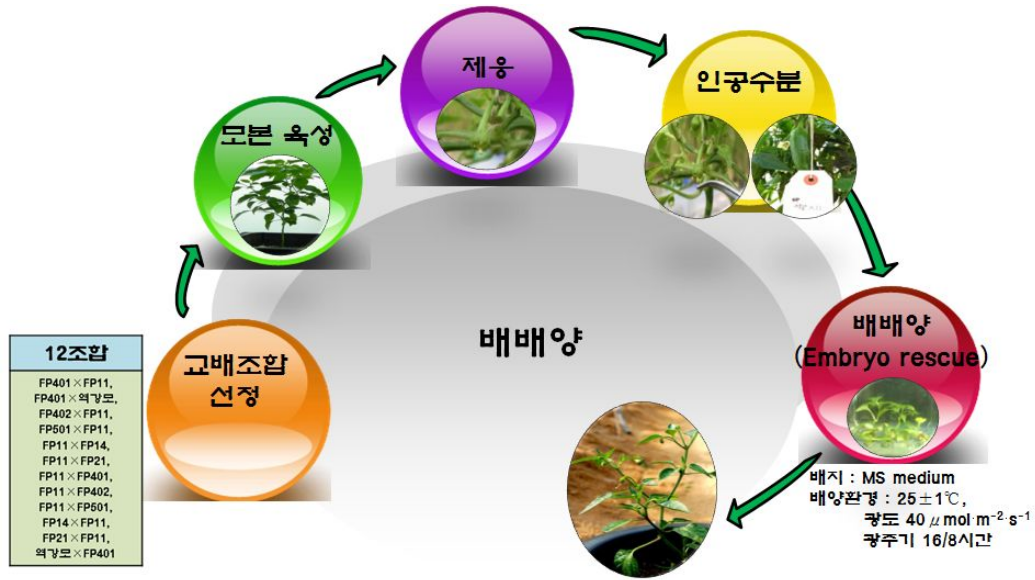 12조합
FP401×FP11,
FP401×역강모,
FP402×FP11,
FP501×FP11,
FP11×FP14,
FP11×FP21,
FP11×FP401,
FP11×FP402,
FP11×FP501,
FP14×FP11,
FP21×FP11,
역강모×FP401
교배조합
선정
모본 육성
제웅
인공수분
배배양
(Embryo rescue)
배지 : MS medium
배양환경 : 25±1℃,
광도 40 μmol·m⁻²·s⁻¹
광주기 16/8시간
배배양